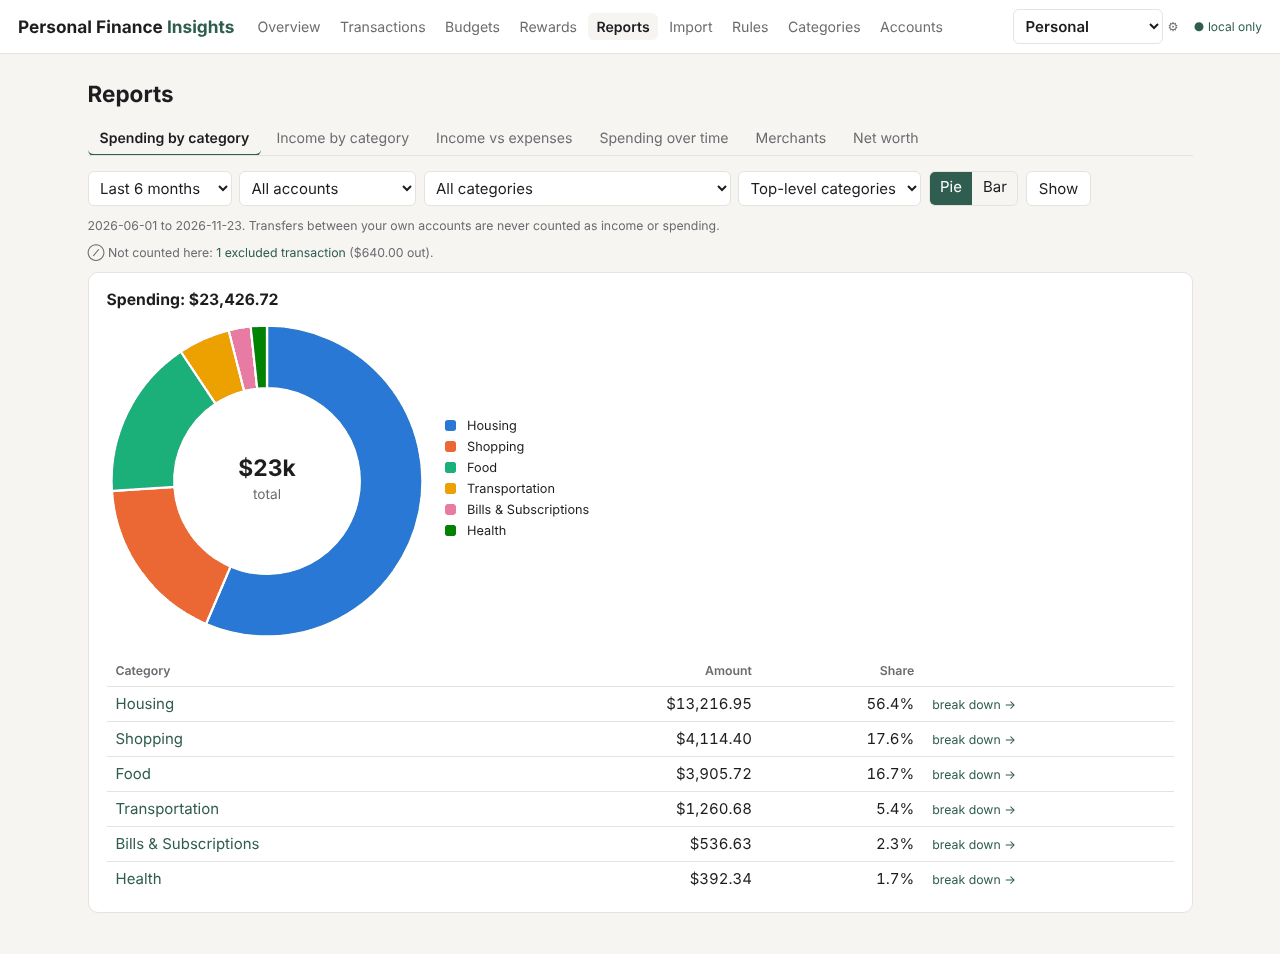 Personal Finance Insights Overview Transactions Budgets Rewards Reports Import Rules Categories Accounts Personal ⚙ ● local only
Reports
Spending by category Income by category Income vs expenses Spending over time Merchants Net worth
Last 6 months All accounts All categories Top-level categories Pie Bar Show
2026-06-01 to 2026-11-23. Transfers between your own accounts are never counted as income or spending.
Not counted here: 1 excluded transaction ($640.00 out).
Spending: $23,426.72
$23k
total
Housing
Shopping
Food
Transportation
Bills & Subscriptions
Health
Category Amount Share
Housing $13,216.95 56.4% break down →
Shopping $4,114.40 17.6% break down →
Food $3,905.72 16.7% break down →
Transportation $1,260.68 5.4% break down →
Bills & Subscriptions $536.63 2.3% break down →
Health $392.34 1.7% break down →